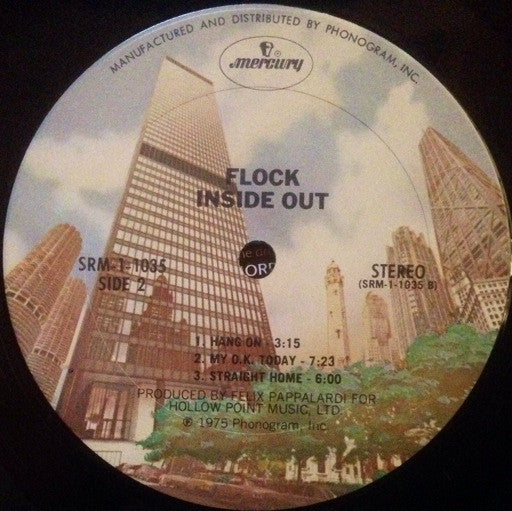 MANUFACTURED AND DISTRIBUTED BY PHONOGRAM, INC.
mercury ®
FLOCK
INSIDE OUT
SRM-1-1035
SIDE 2
STEREO
(SRM-1-1035 B)
1. HANG ON - 3:15
2. MY O.K. TODAY - 7:23
3. STRAIGHT HOME - 6:00
PRODUCED BY FELIX PAPPALARDI FOR
HOLLOW POINT MUSIC, LTD.
℗ 1975 Phonogram, Inc.